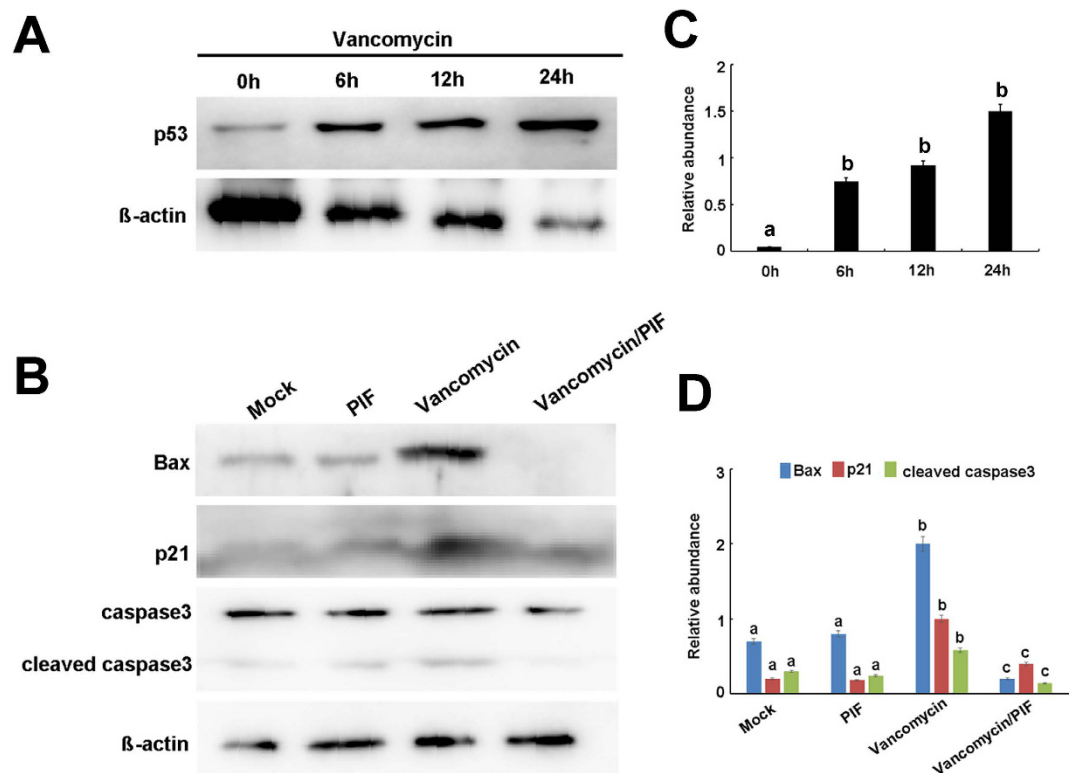 A
Vancomycin
0h 6h 12h 24h
p53
ß-actin
B
Mock PIF Vancomycin Vancomycin/PIF
Bax
p21
caspase3
cleaved caspase3
ß-actin
C
Relative abundance
2
1.5
1
0.5
0
a b b b
0h 6h 12h 24h
D
Relative abundance
3
2
1
0
Bax p21 cleaved caspase3
a a a
a a a
b b b
c c c
Mock PIF Vancomycin Vancomycin/PIF